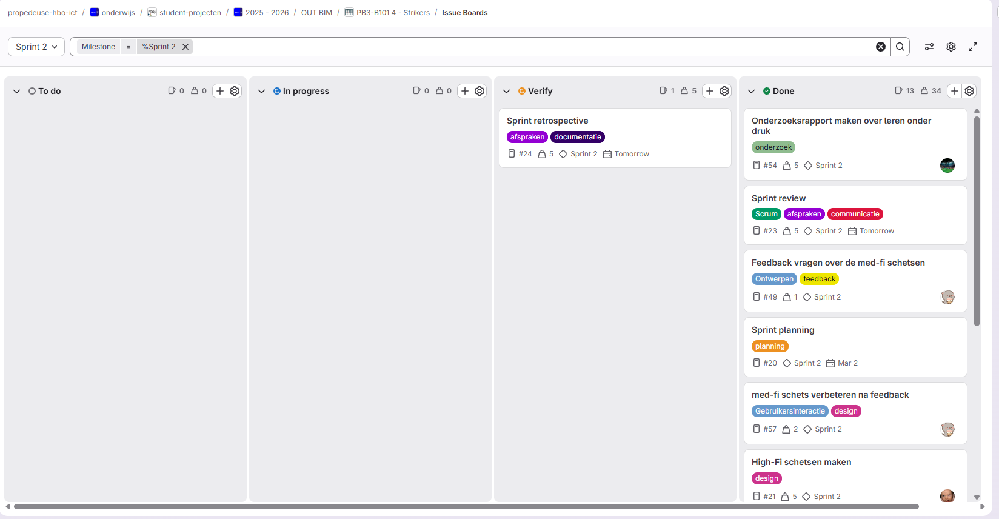 propedeuse-hbo-ict / onderwijs / student-projecten / 2025 - 2026 / OUT BIM / PB3-B101 4 - Strikers / Issue Boards
Sprint 2 Milestone = %Sprint 2
To do 0 0
In progress 0 0
Verify 1 5
Sprint retrospective
afspraken documentatie
#24 5 Sprint 2 Tomorrow
Done 13 34
Onderzoeksrapport maken over leren onder
druk
onderzoek
#54 5 Sprint 2
Sprint review
Scrum afspraken communicatie
#23 5 Sprint 2 Tomorrow
Feedback vragen over de med-fi schetsen
Ontwerpen feedback
#49 1 Sprint 2
Sprint planning
planning
#20 Sprint 2 Mar 2
med-fi schets verbeteren na feedback
Gebruikersinteractie design
#57 2 Sprint 2
High-Fi schetsen maken
design
#21 5 Sprint 2